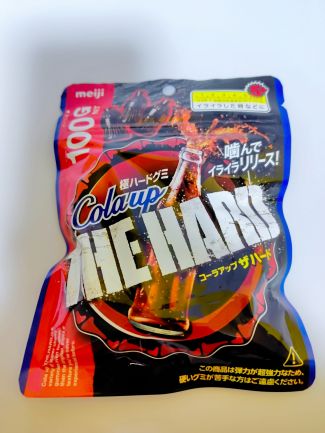 meiji
100G
イライラした時などに
噛んで
イライラリリース!
極ハードグミ
Colaup
THE HARD
コーラアップ ザハード
この商品は弾力が超強力なため、
硬いグミが苦手な方はご遠慮ください。